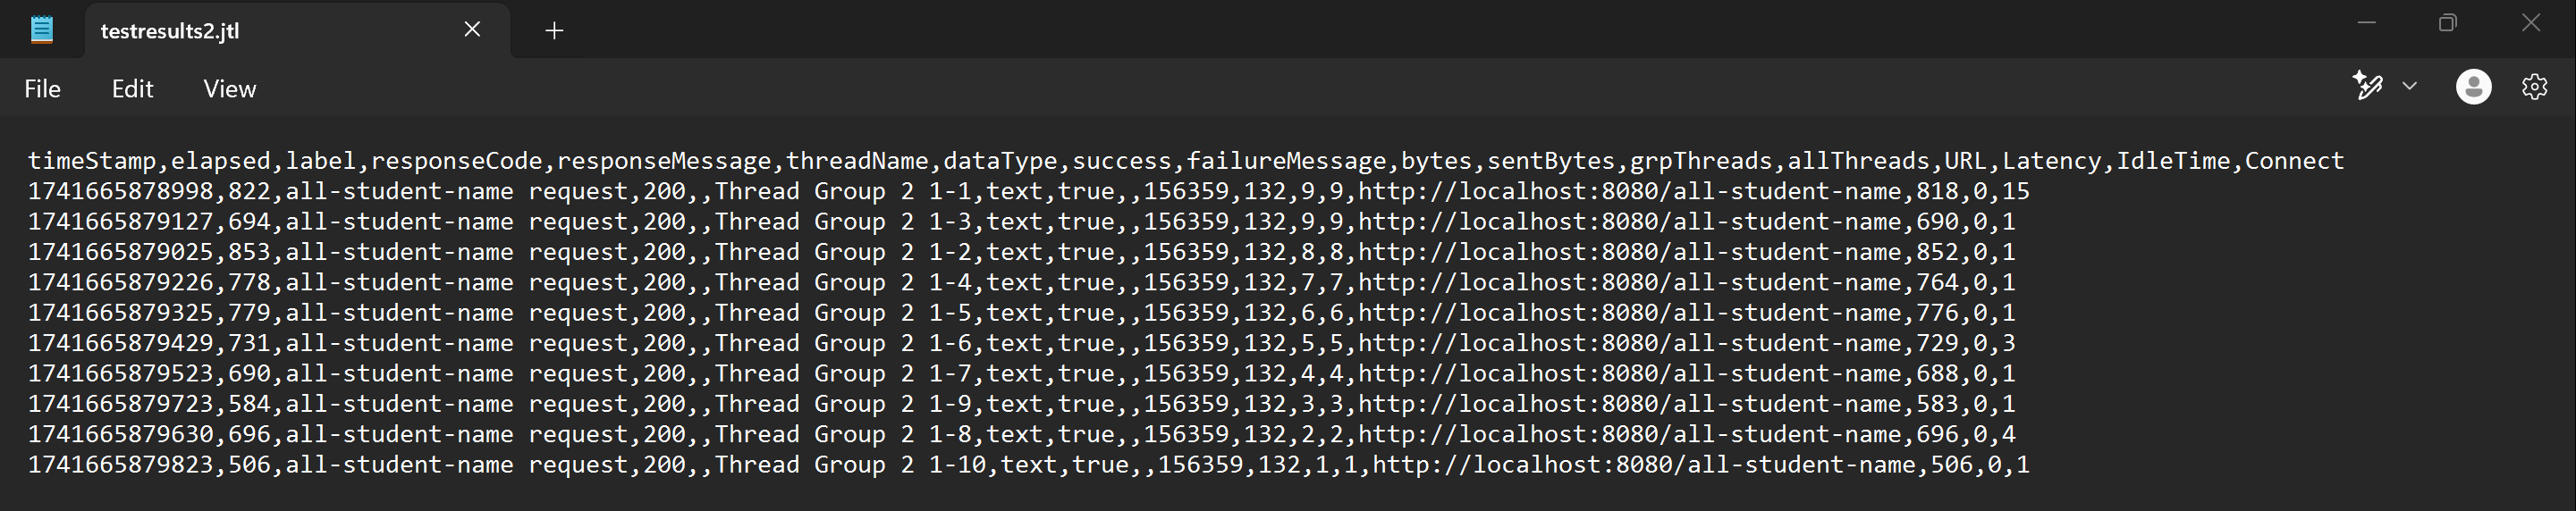 testresults2.jtl
File Edit View
timeStamp,elapsed,label,responseCode,responseMessage,threadName,dataType,success,failureMessage,bytes,sentBytes,grpThreads,allThreads,URL,Latency,IdleTime,Connect
1741665878998,822,all-student-name request,200,,Thread Group 2 1-1,text,true,,156359,132,9,9,http://localhost:8080/all-student-name,818,0,15
1741665879127,694,all-student-name request,200,,Thread Group 2 1-3,text,true,,156359,132,9,9,http://localhost:8080/all-student-name,690,0,1
1741665879025,853,all-student-name request,200,,Thread Group 2 1-2,text,true,,156359,132,8,8,http://localhost:8080/all-student-name,852,0,1
1741665879226,778,all-student-name request,200,,Thread Group 2 1-4,text,true,,156359,132,7,7,http://localhost:8080/all-student-name,764,0,1
1741665879325,779,all-student-name request,200,,Thread Group 2 1-5,text,true,,156359,132,6,6,http://localhost:8080/all-student-name,776,0,1
1741665879429,731,all-student-name request,200,,Thread Group 2 1-6,text,true,,156359,132,5,5,http://localhost:8080/all-student-name,729,0,3
1741665879523,690,all-student-name request,200,,Thread Group 2 1-7,text,true,,156359,132,4,4,http://localhost:8080/all-student-name,688,0,1
1741665879723,584,all-student-name request,200,,Thread Group 2 1-9,text,true,,156359,132,3,3,http://localhost:8080/all-student-name,583,0,1
1741665879630,696,all-student-name request,200,,Thread Group 2 1-8,text,true,,156359,132,2,2,http://localhost:8080/all-student-name,696,0,4
1741665879823,506,all-student-name request,200,,Thread Group 2 1-10,text,true,,156359,132,1,1,http://localhost:8080/all-student-name,506,0,1